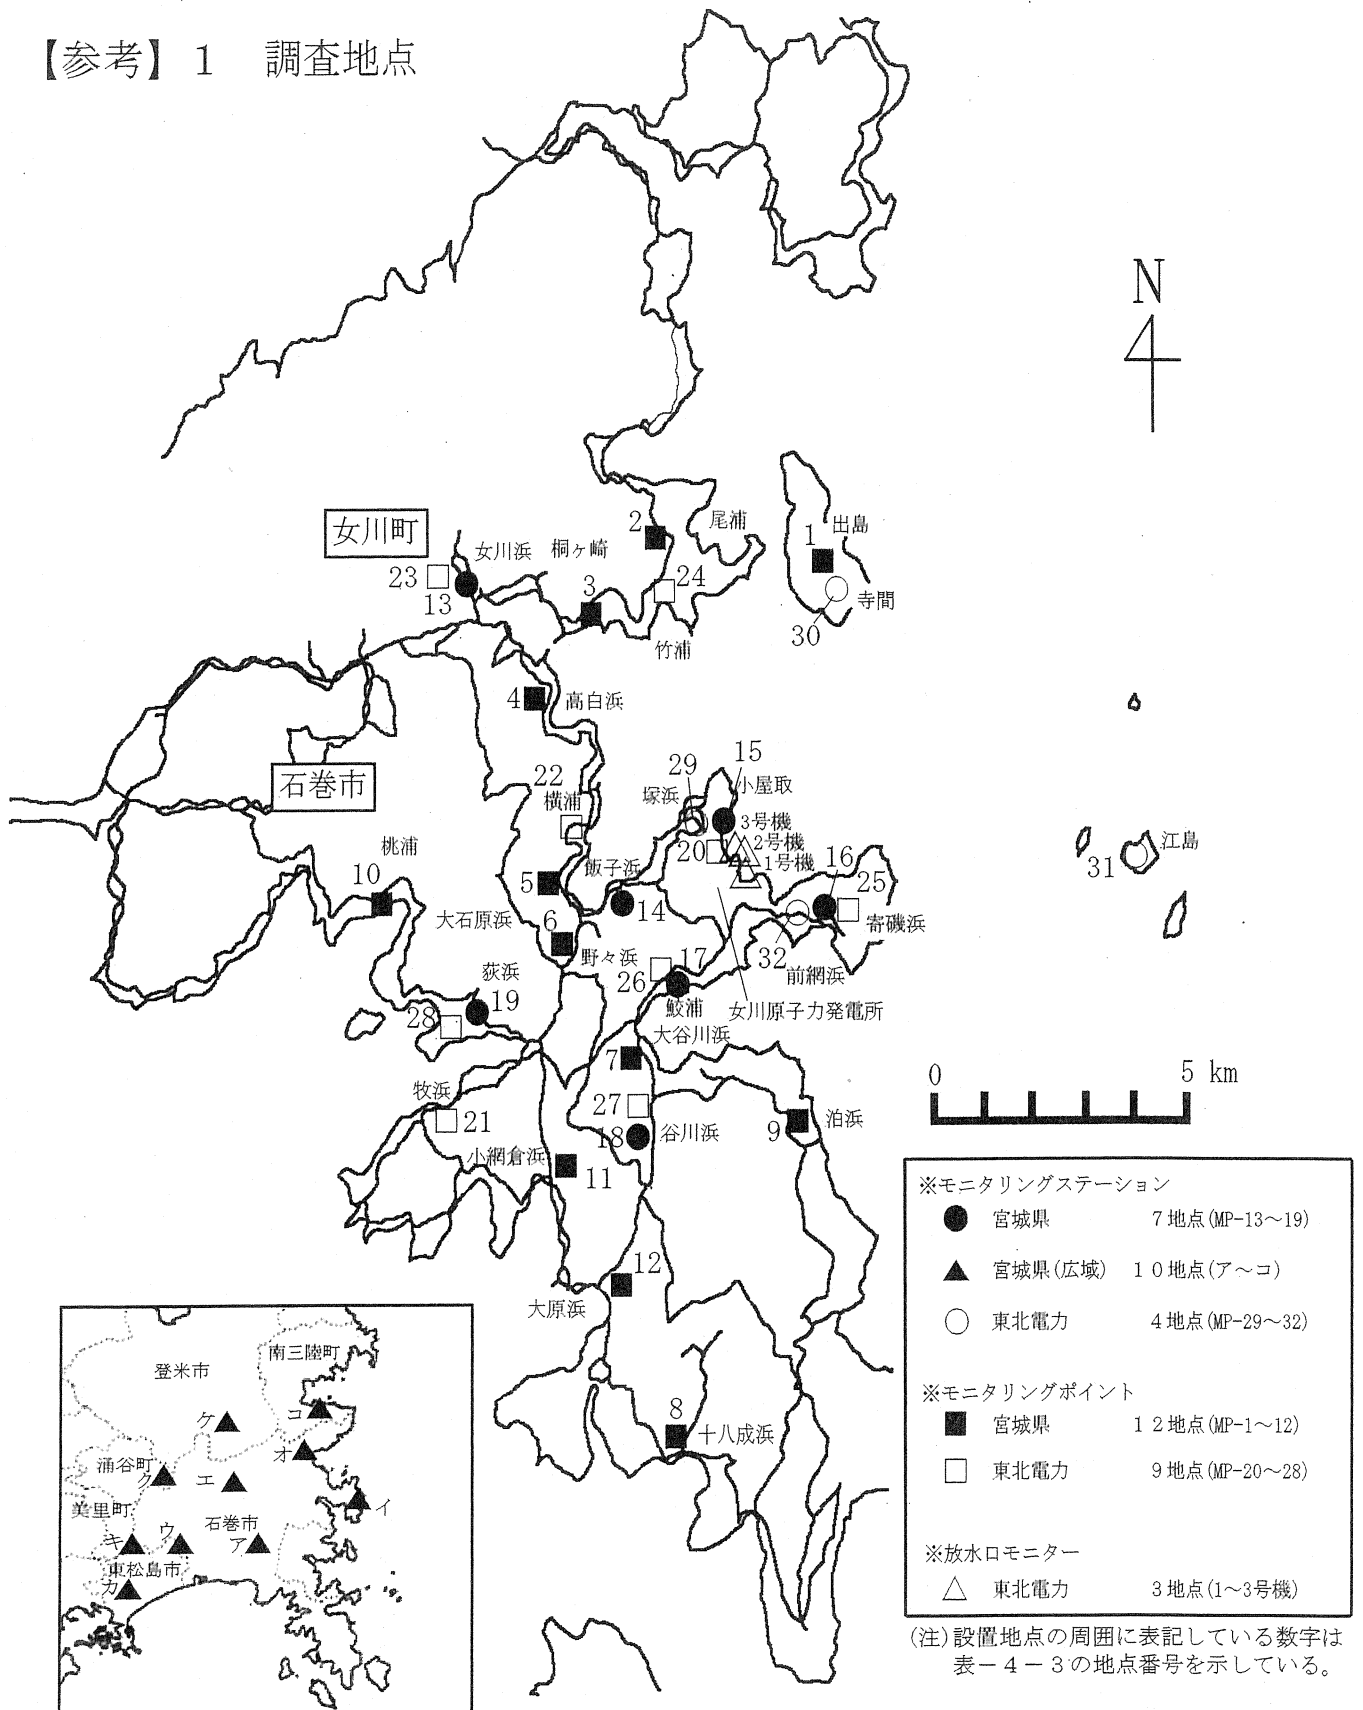 【参考】１　調査地点
N
女川町
女川浜
桐ヶ崎
2
尾浦
1
出島
23
13
3
24
寺間
30
竹浦
4
高白浜
石巻市
22
横浦
29
15
塚浜
小屋取
3号機
2号機
1号機
20
16
25
31
江島
桃浦
10
5
飯子浜
14
寄磯浜
大石原浜
6
野々浜
17
26
32
前網浜
荻浜
19
鮫浦
女川原子力発電所
28
大谷川浜
7
0
5 km
牧浜
21
27
18
谷川浜
9
泊浜
小網倉浜
11
12
大原浜
8
十八成浜
※モニタリングステーション
● 宮城県 7地点(MP-13～19)
▲ 宮城県(広域) １０地点(ア～コ)
○ 東北電力 4地点(MP-29～32)
※モニタリングポイント
■ 宮城県 １２地点(MP-1～12)
□ 東北電力 9地点(MP-20～28)
※放水口モニター
△ 東北電力 3地点(1～3号機)
(注)設置地点の周囲に表記している数字は
表－４－３の地点番号を示している。
登米市
南三陸町
ケ
コ
オ
涌谷町
ク
エ
イ
美里町
石巻市
キ
ウ
ア
東松島市
カ